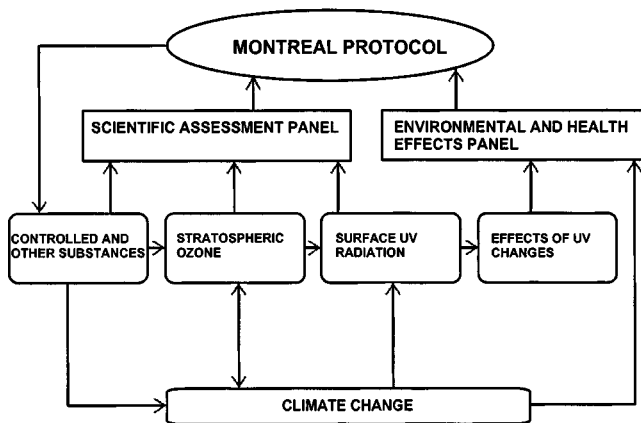 MONTREAL PROTOCOL
SCIENTIFIC ASSESSMENT PANEL
ENVIRONMENTAL AND HEALTH
EFFECTS PANEL
CONTROLLED AND
OTHER SUBSTANCES
STRATOSPHERIC
OZONE
SURFACE UV
RADIATION
EFFECTS OF UV
CHANGES
CLIMATE CHANGE